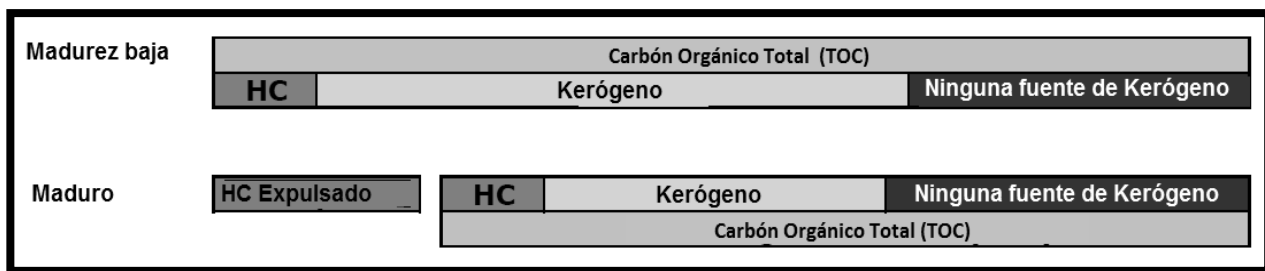 Madurez baja
Carbón Orgánico Total (TOC)
HC Kerógeno Ninguna fuente de Kerógeno
Maduro HC Expulsado HC Kerógeno Ninguna fuente de Kerógeno
Carbón Orgánico Total (TOC)